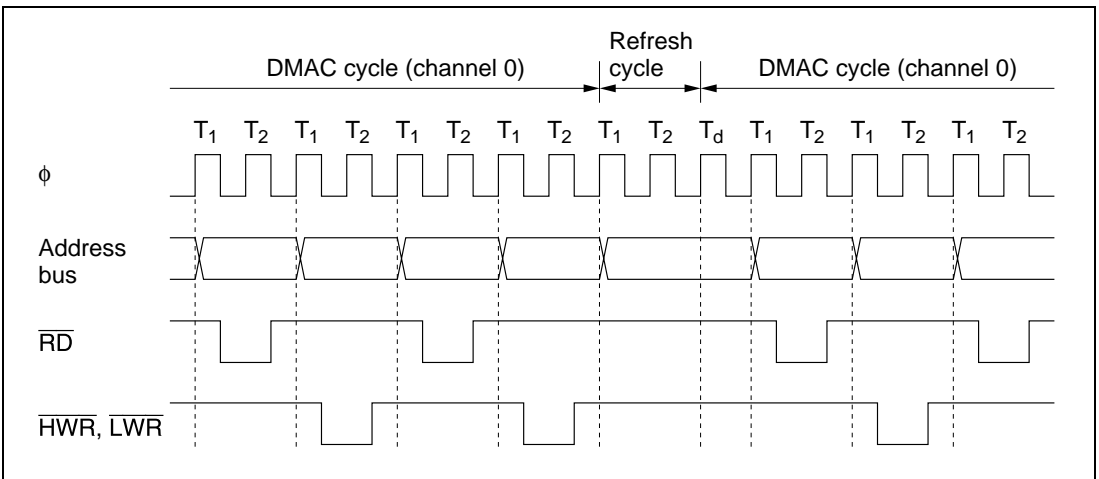 Refresh
DMAC cycle (channel 0) cycle DMAC cycle (channel 0)
T1 T2 T1 T2 T1 T2 T1 T2 T1 T2 Td T1 T2 T1 T2 T1 T2
ϕ
Address
bus
RD
HWR, LWR